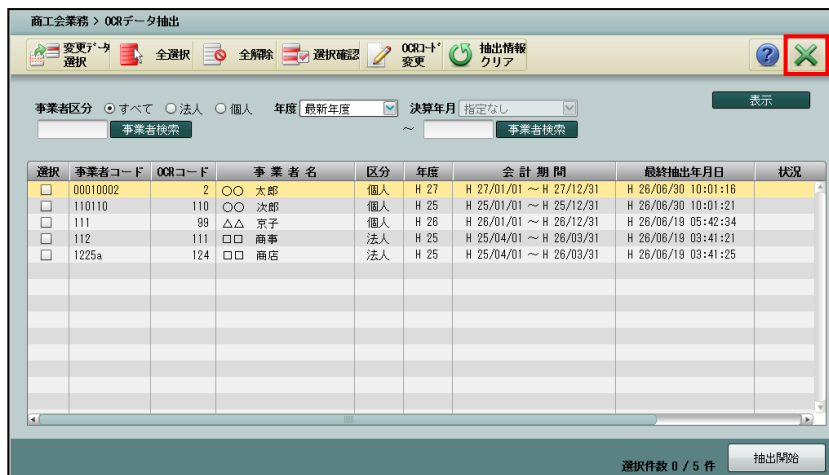 商工会業務 > OCRデータ抽出
変更データ選択 全選択 全解除 選択確認 OCRコード変更 抽出情報クリア ?
事業者区分 すべて 法人 個人 年度 最新年度 決算年月 指定なし 表示
事業者検索 ～ 事業者検索
選択 事業者コード OCRコード 事業者名 区分 年度 会計期間 最終抽出年月日 状況
00010002 2 ○○ 太郎 個人 H 27 H 27/01/01 ～ H 27/12/31 H 26/06/30 10:01:16
110110 110 ○○ 次郎 個人 H 25 H 25/01/01 ～ H 25/12/31 H 26/06/30 10:01:21
111 99 △△ 京子 個人 H 26 H 26/01/01 ～ H 26/12/31 H 26/06/19 05:42:34
112 111 □□ 商事 法人 H 25 H 25/04/01 ～ H 26/03/31 H 26/06/19 03:41:21
1225a 124 □□ 商店 法人 H 25 H 25/04/01 ～ H 26/03/31 H 26/06/19 03:41:25
選択件数 0 / 5 件 抽出開始